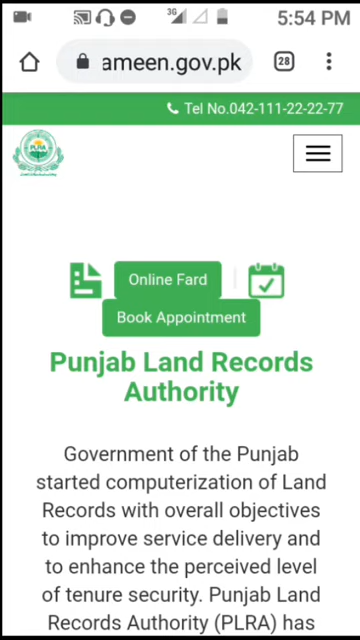 3G
5:54 PM
ameen.gov.pk
28
Tel No.042-111-22-22-77
PLRA
Online Fard
Book Appointment
Punjab Land Records
Authority
Government of the Punjab
started computerization of Land
Records with overall objectives
to improve service delivery and
to enhance the perceived level
of tenure security. Punjab Land
Records Authority (PLRA) has